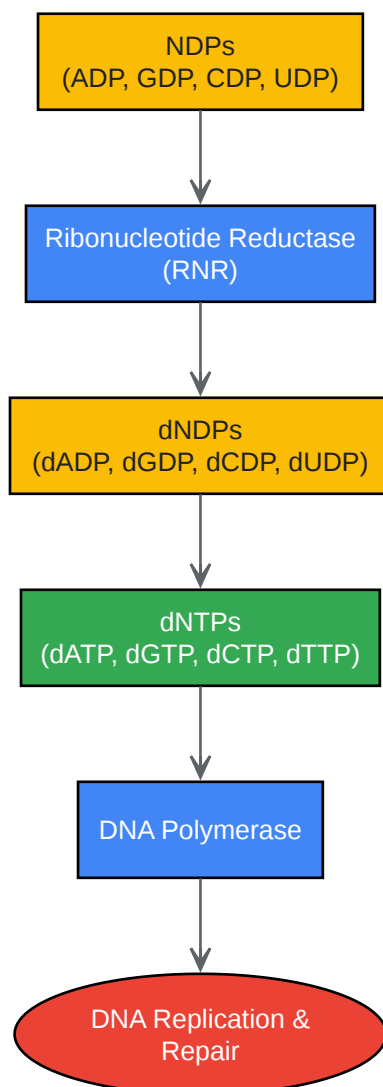 NDPs
(ADP, GDP, CDP, UDP)
Ribonucleotide Reductase
(RNR)
dNDPs
(dADP, dGDP, dCDP, dUDP)
dNTPs
(dATP, dGTP, dCTP, dTTP)
DNA Polymerase
DNA Replication &
Repair